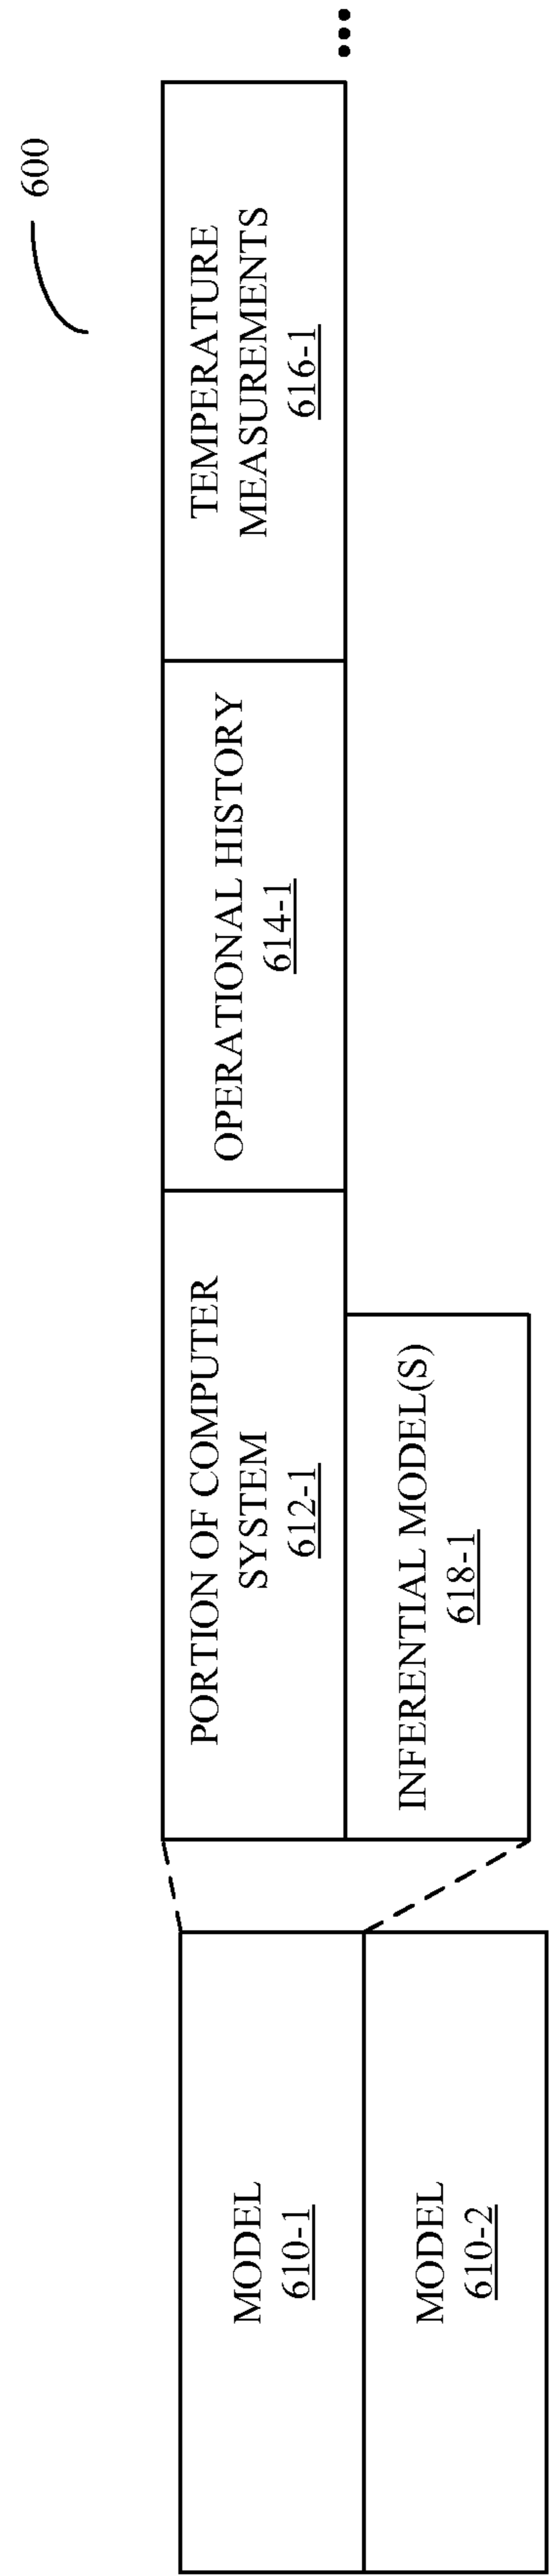 600
PORTION OF COMPUTER
SYSTEM
612-1
OPERATIONAL HISTORY
614-1
TEMPERATURE
MEASUREMENTS
616-1
MODEL
610-1
INFERENTIAL MODEL(S)
618-1
MODEL
610-2